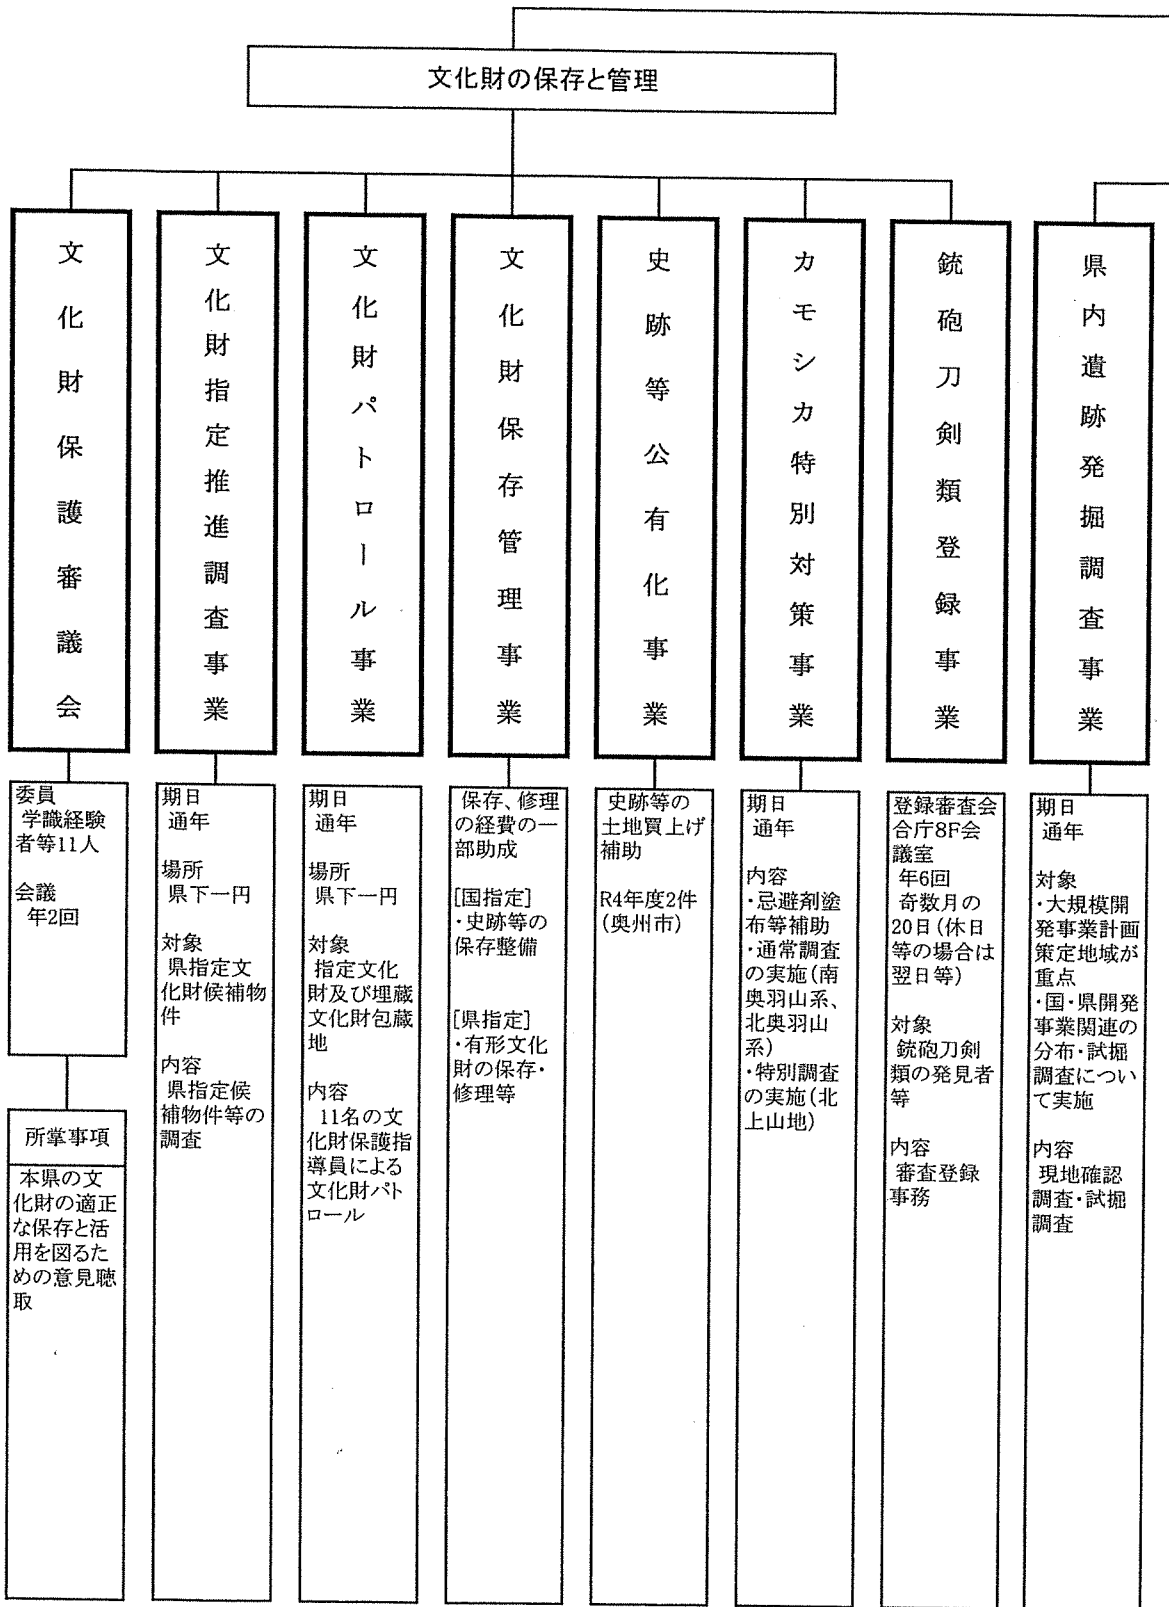 文化財の保存と管理
文化財保護審議会
委員
学識経験
者等11人
会議
年2回
所掌事項
本県の文
化財の適正
な保存と活
用を図るた
めの意見聴
取
文化財指定推進調査事業
期日
通年
場所
県下一円
対象
県指定文
化財候補物
件
内容
県指定候
補物件等の
調査
文化財パトロール事業
期日
通年
場所
県下一円
対象
指定文化
財及び埋蔵
文化財包蔵
地
内容
11名の文
化財保護指
導員による
文化財パト
ロール
文化財保存管理事業
保存、修理
の経費の一
部助成
[国指定]
・史跡等の
保存整備
[県指定]
・有形文化
財の保存・
修理等
史跡等公有化事業
史跡等の
土地買上げ
補助
R4年度2件
(奥州市)
カモシカ特別対策事業
期日
通年
内容
・忌避剤塗
布等補助
・通常調査
の実施(南
奥羽山系、
北奥羽山
系)
・特別調査
の実施(北
上山地)
銃砲刀剣類登録事業
登録審査会
合庁8F会
議室
年6回
奇数月の
20日(休日
等の場合は
翌日等)
対象
銃砲刀剣
類の発見者
等
内容
審査登録
事務
県内遺跡発掘調査事業
期日
通年
対象
・大規模開
発事業計画
策定地域が
重点
・国・県開発
事業関連の
分布・試掘
調査につい
て実施
内容
現地確認
調査・試掘
調査